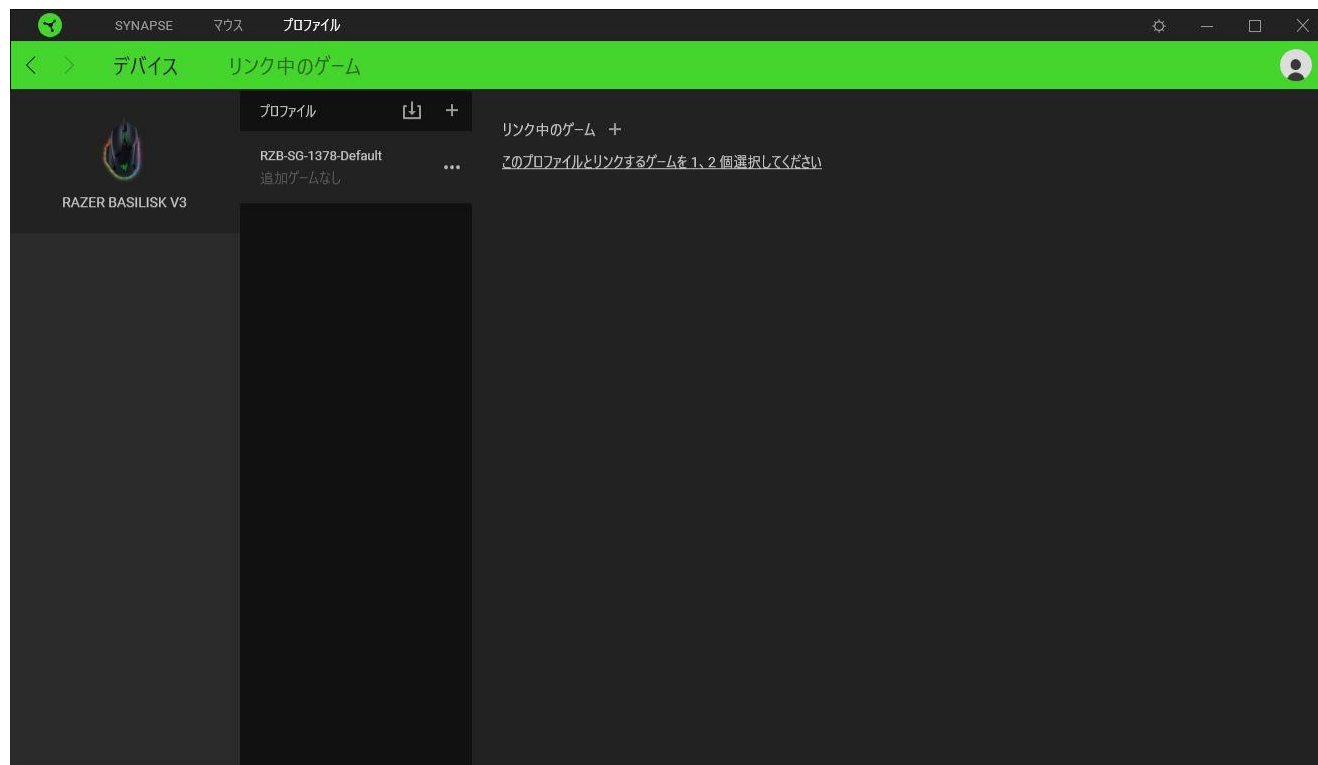 SYNAPSE マウス プロファイル
デバイス リンク中のゲーム
RAZER BASILISK V3
プロファイル
RZB-SG-1378-Default
追加ゲームなし
リンク中のゲーム
このプロファイルとリンクするゲームを 1、2 個選択してください